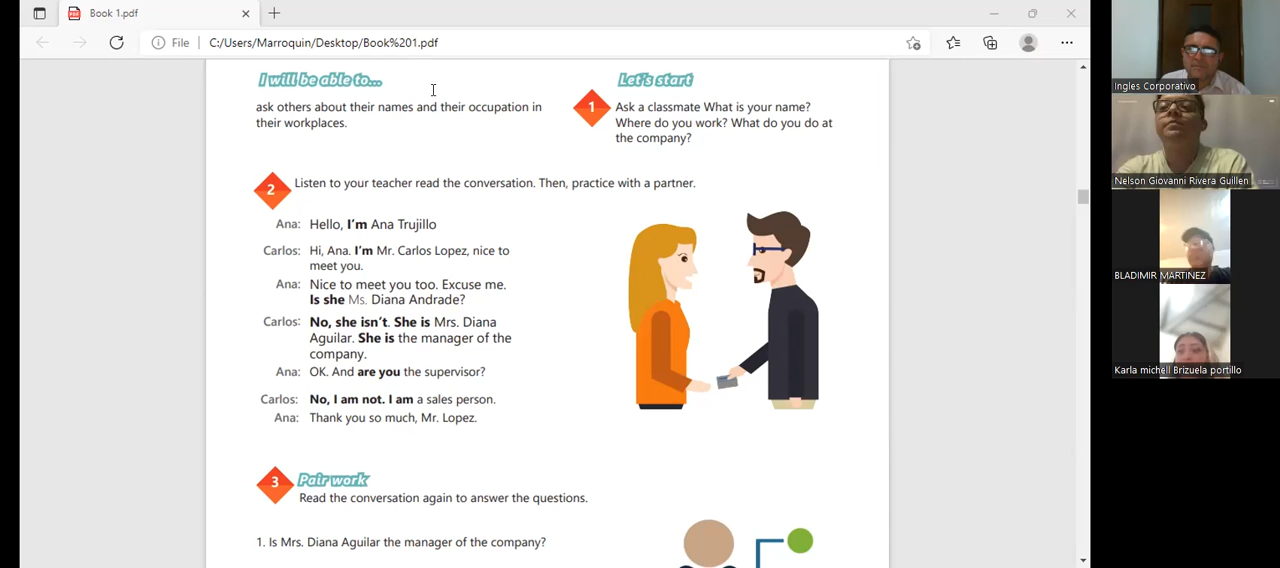 Book 1.pdf
File
C:/Users/Marroquin/Desktop/Book%201.pdf
I will be able to...
ask others about their names and their occupation in
their workplaces.
Let's start
1
Ask a classmate What is your name?
Where do you work? What do you do at
the company?
2
Listen to your teacher read the conversation. Then, practice with a partner.
Ana: Hello, I'm Ana Trujillo
Carlos: Hi, Ana. I'm Mr. Carlos Lopez, nice to
meet you.
Ana: Nice to meet you too. Excuse me.
Is she Ms. Diana Andrade?
Carlos: No, she isn't. She is Mrs. Diana
Aguilar. She is the manager of the
company.
Ana: OK. And are you the supervisor?
Carlos: No, I am not. I am a sales person.
Ana: Thank you so much, Mr. Lopez.
3
Pair work
Read the conversation again to answer the questions.
1. Is Mrs. Diana Aguilar the manager of the company?
Ingles Corporativo
Nelson Giovanni Rivera Guillen
BLADIMIR MARTINEZ
Karla michell Brizuela portillo